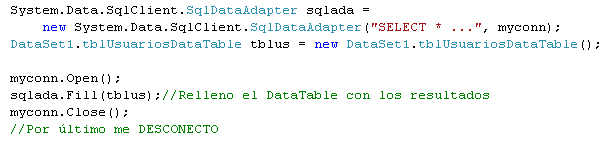 System.Data.SqlClient.SqlDataAdapter sqlada =
new System.Data.SqlClient.SqlDataAdapter("SELECT * ...", myconn);
DataSet1.tblUsuariosDataTable tblus = new DataSet1.tblUsuariosDataTable();
myconn.Open();
sqlada.Fill(tblus);//Relleno el DataTable con los resultados
myconn.Close();
//Por último me DESCONECTO